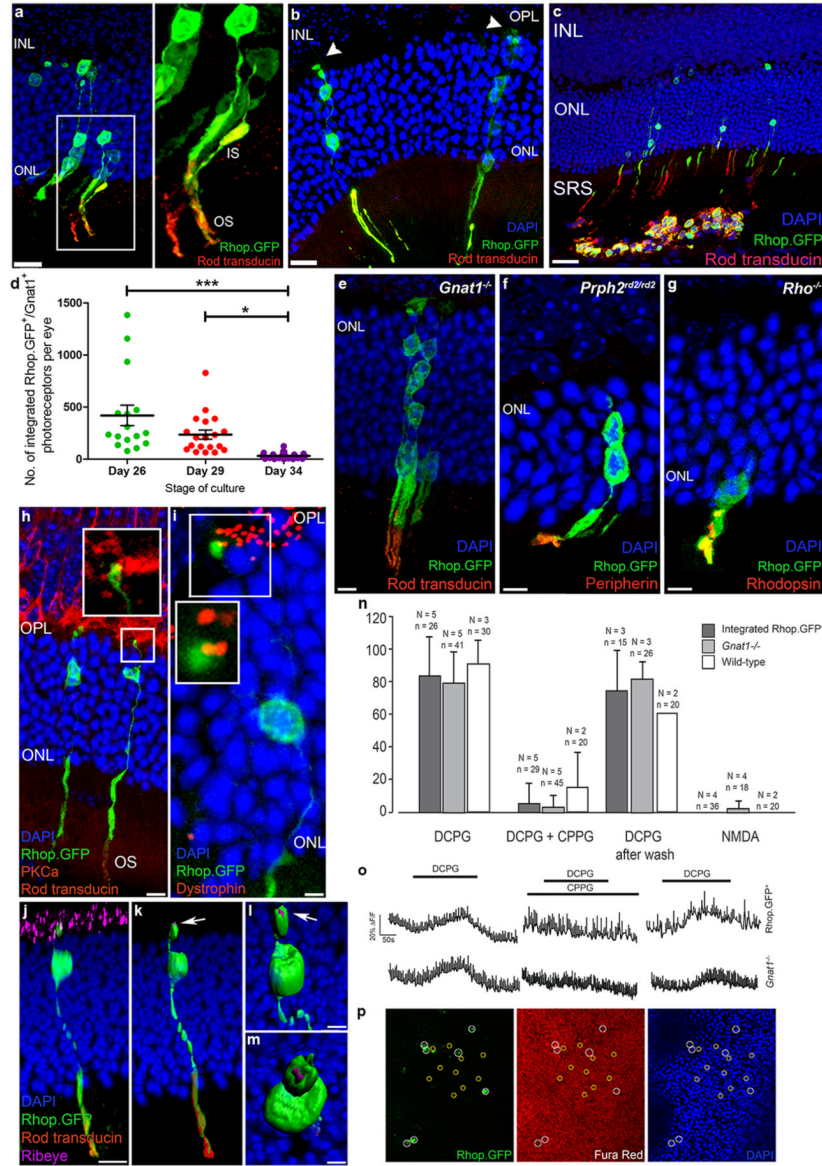 a
INL
ONL
IS
OS
DAPI
Rhop.GFP
Rod transducin
b
OPL
INL
ONL
DAPI
Rhop.GFP
Rod transducin
c
INL
ONL
SRS
DAPI
Rhop.GFP
Rod transducin
d
No. of integrated Rhop.GFP+/Gnat1+
photoreceptors per eye
1500
1000
500
0
***
*
Day 26
Day 29
Day 34
Stage of culture
e
Gnat1-/-
ONL
DAPI
Rhop.GFP
Rod transducin
f
Prph2rd2/rd2
ONL
DAPI
Rhop.GFP
Peripherin
g
Rho-/-
ONL
DAPI
Rhop.GFP
Rhodopsin
h
OPL
ONL
DAPI
Rhop.GFP
PKCa
Rod transducin
OS
i
OPL
ONL
DAPI
Rhop.GFP
Dystrophin
j
DAPI
Rhop.GFP
Rod transducin
Ribeye
k
l
m
n
100
80
60
40
20
0
N = 5
n = 26
N = 5
n = 41
N = 3
n = 30
N = 5
n = 29
N = 5
n = 45
N = 2
n = 20
N = 3
n = 15
N = 3
n = 26
N = 2
n = 20
N = 4
n = 36
N = 4
n = 18
N = 2
n = 20
Integrated Rhop.GFP
Gnat1-/-
Wild-type
DCPG
DCPG + CPPG
DCPG
after wash
NMDA
o
DCPG
DCPG
CPPG
DCPG
20% ΔF/F
50s
Rhop.GFP+
Gnat1-/-
p
Rhop.GFP
Fura Red
DAPI